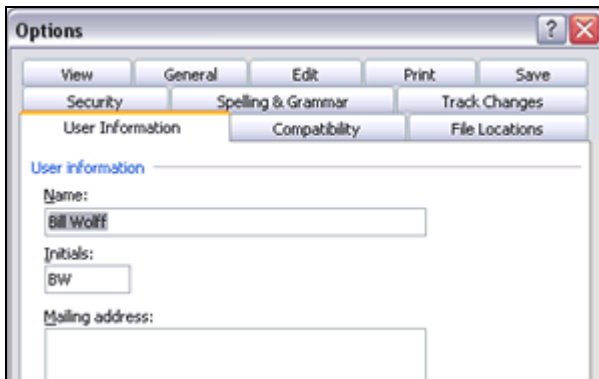 Options
View General Edit Print Save
Security Spelling & Grammar Track Changes
User Information Compatibility File Locations
User information
Name:
Bill Wolff
Initials:
BW
Mailing address: